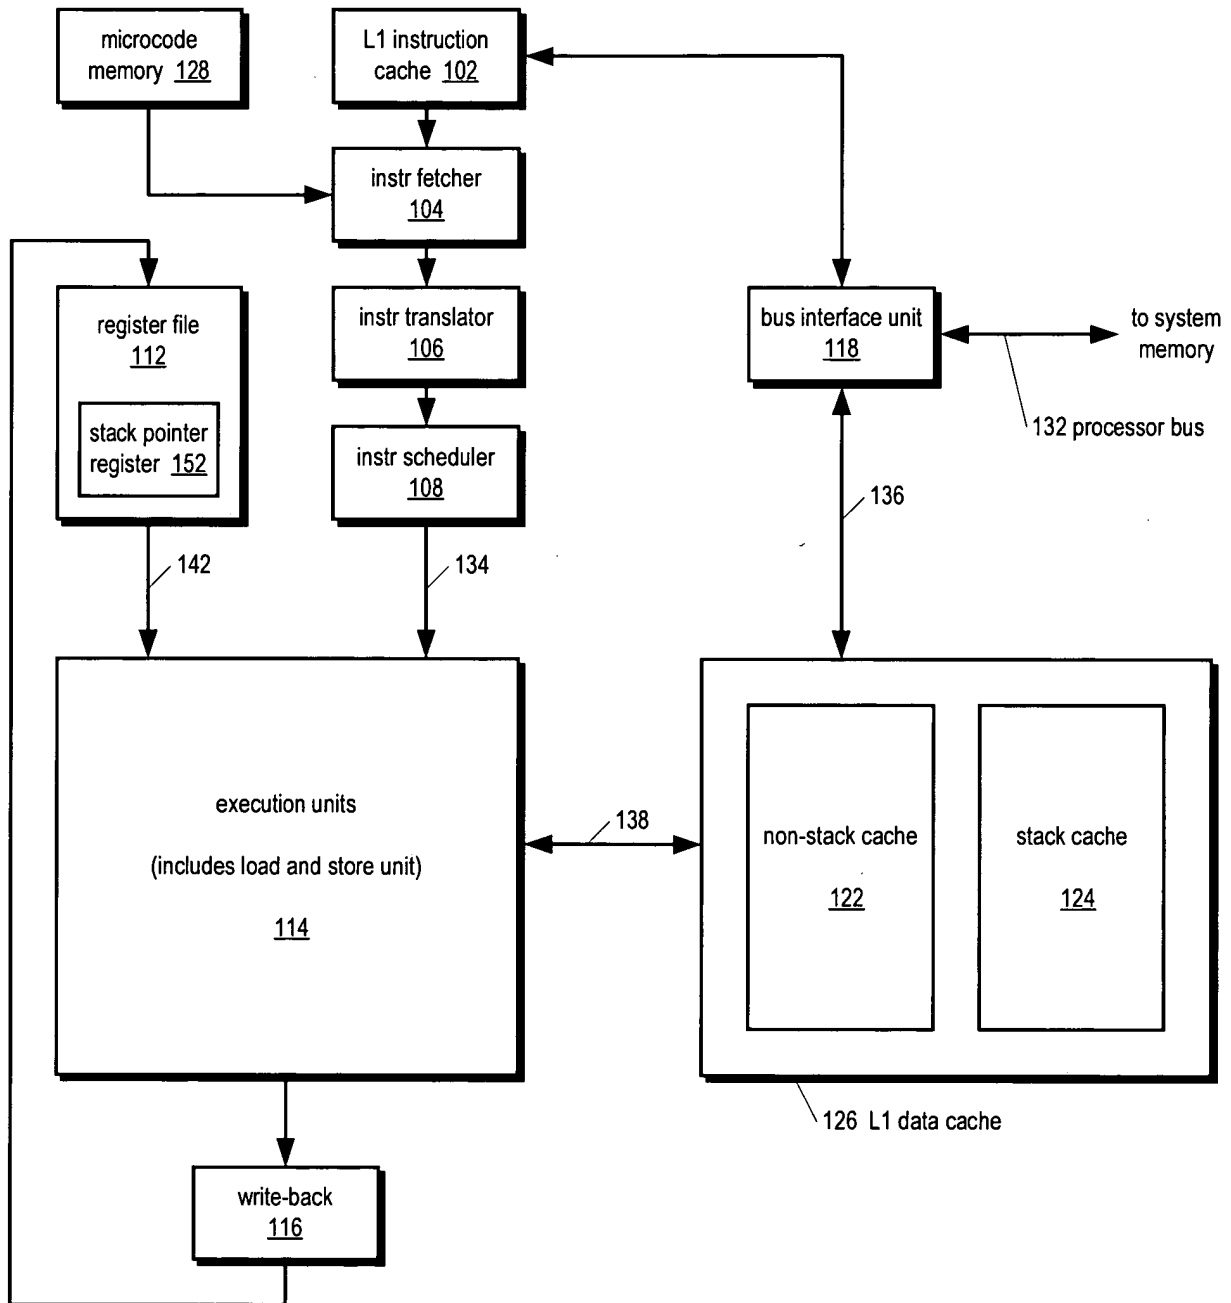 microcode
memory 128
L1 instruction
cache 102
instr fetcher
104
register file
112
stack pointer
register 152
instr translator
106
instr scheduler
108
bus interface unit
118
to system
memory
132 processor bus
136
142
134
execution units
(includes load and store unit)
114
138
non-stack cache
122
stack cache
124
126 L1 data cache
write-back
116